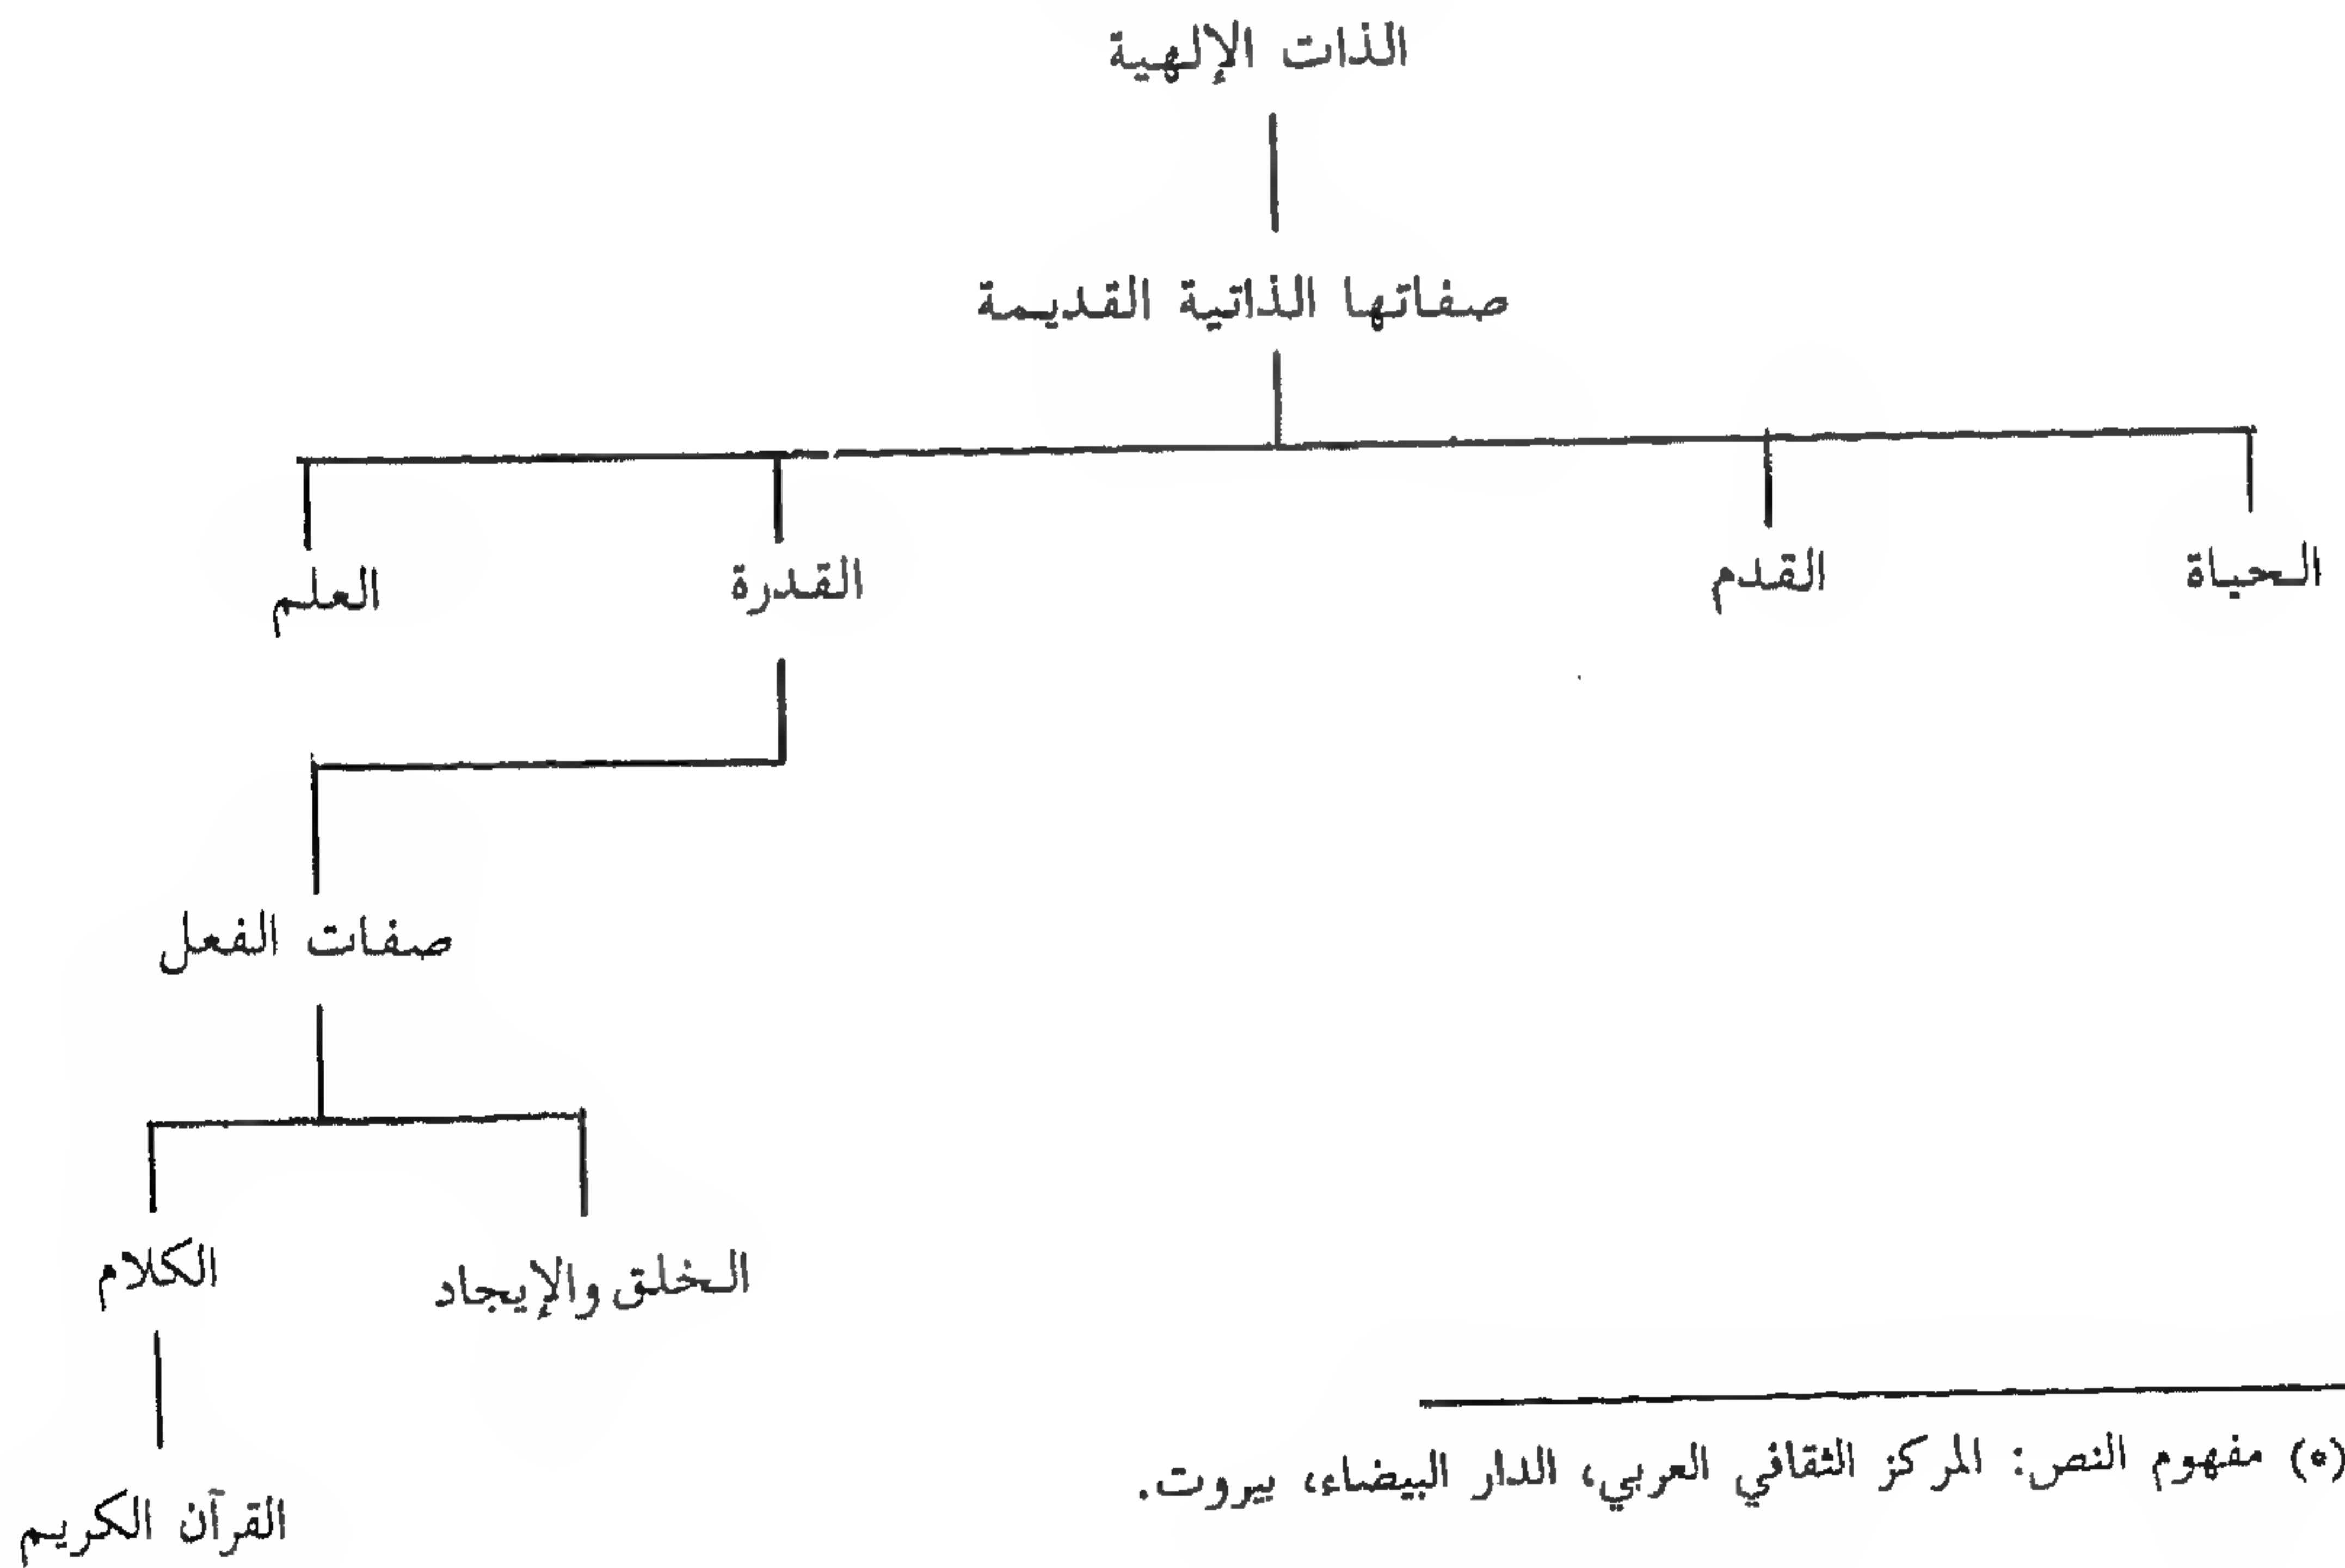 الذات الإلهية
صفاتها الذاتية القديمة
الحياة
القدم
القدرة
العلم
صفات الفعل
الخلق والإيجاد
الكلام
القرآن الكريم
(*) مفهوم النص: المركز الثقافي العربي، الدار البيضاء، بيروت.